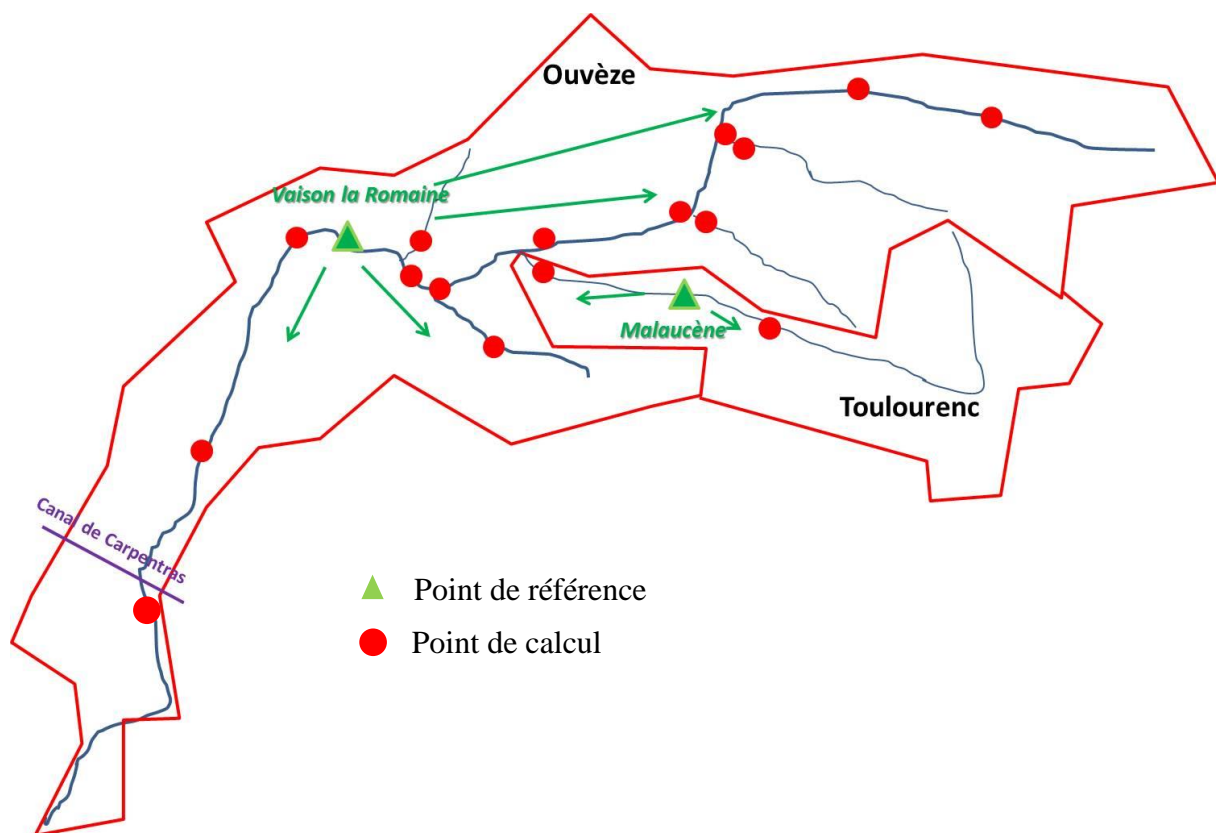 Ouvèze
Vaison la Romaine
Malaucène
Toulourenc
Canal de Carpentras
Point de référence
Point de calcul